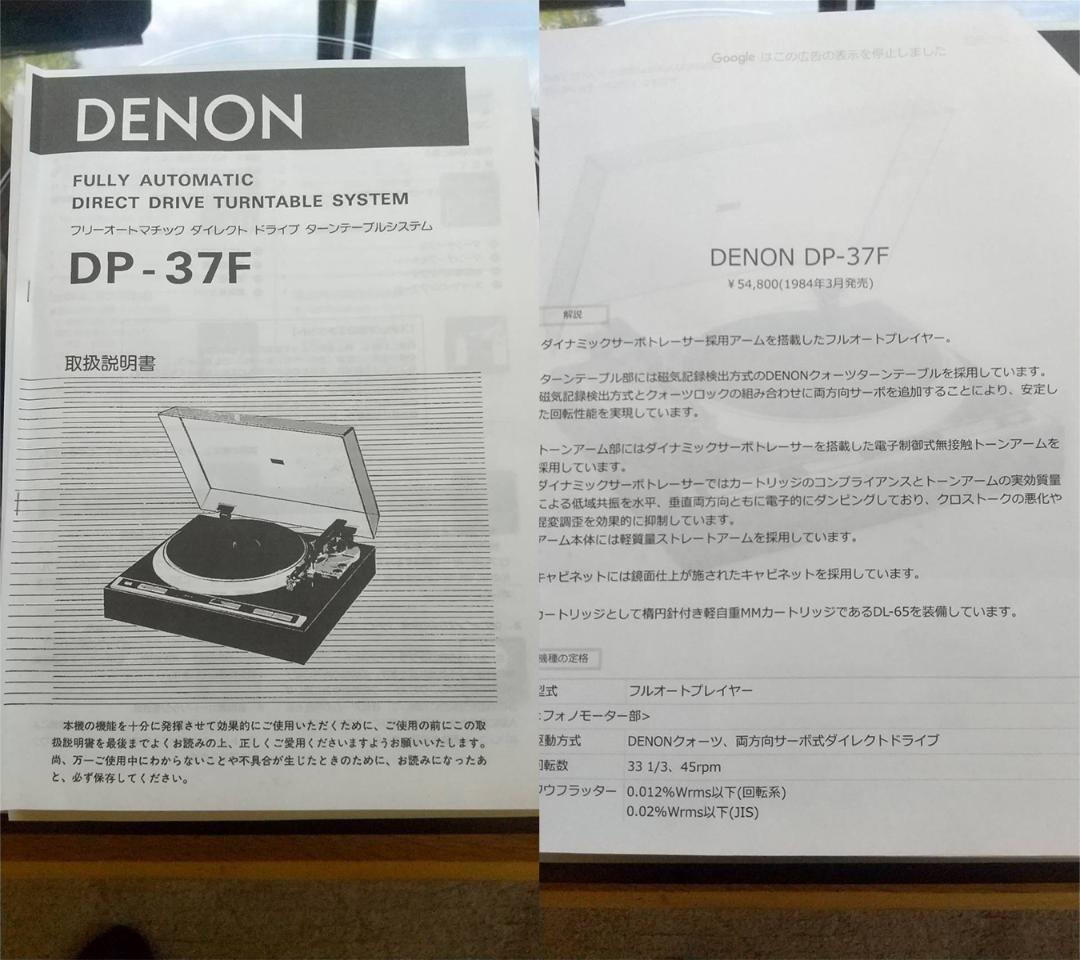 DENON
FULLY AUTOMATIC
DIRECT DRIVE TURNTABLE SYSTEM
フリーオートマチック ダイレクト ドライブ ターンテーブルシステム
DP-37F
取扱説明書
本機の機能を十分に発揮させて効果的にご使用いただくために、ご使用の前にこの取
扱説明書を最後までよくお読みの上、正しくご愛用くださいますようお願いいたします。
尚、万一ご使用中にわからないことや不具合が生じたときのために、お読みになったあ
と、必ず保存してください。
Google はこの広告の表示を停止しました
DENON DP-37F
¥54,800(1984年3月発売)
解説
ダイナミックサーボトレーサー採用アームを搭載したフルオートプレイヤー。
ターンテーブル部には磁気記録検出方式のDENONクォーツターンテーブルを採用しています。
磁気記録検出方式とクォーツロックの組み合わせに両方向サーボを追加することにより、安定し
た回転性能を実現しています。
トーンアーム部にはダイナミックサーボトレーサーを搭載した電子制御式無接触トーンアームを
採用しています。
ダイナミックサーボトレーサーではカートリッジのコンプライアンスとトーンアームの実効質量
による低域共振を水平、垂直両方向ともに電子的にダンピングしており、クロストークの悪化や
混変調歪を効果的に抑制しています。
アーム本体には軽質量ストレートアームを採用しています。
キャビネットには鏡面仕上が施されたキャビネットを採用しています。
カートリッジとして楕円針付き軽自重MMカートリッジであるDL-65を装備しています。
機種の定格
型式 フルオートプレイヤー
<フォノモーター部>
駆動方式 DENONクォーツ、両方向サーボ式ダイレクトドライブ
回転数 33 1/3、45rpm
ワウフラッター 0.012%Wrms以下(回転系)
0.02%Wrms以下(JIS)